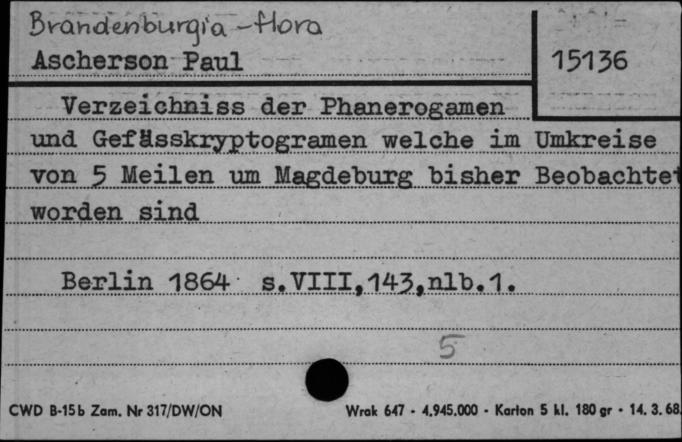 Brandenburgia - flora
Ascherson Paul
15136
Verzeichniss der Phanerogamen
und Gefässkryptogramen welche im Umkreise
von 5 Meilen um Magdeburg bisher Beobachtet
worden sind
Berlin 1864 s.VIII,143,nlb.1.
5
CWD B-15b Zam. Nr 317/DW/ON
Wrak 647 - 4.945.000 - Karton 5 kl. 180 gr - 14. 3. 68.